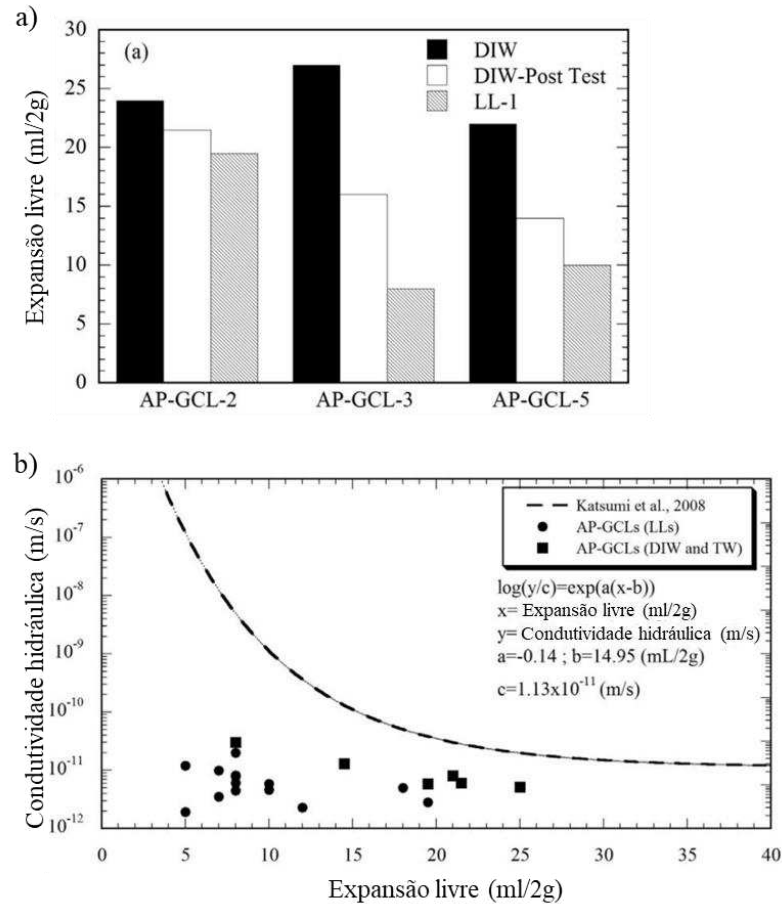 a)
30
25
20
15
10
5
0
Expansão livre (ml/2g)
(a)
DIW
DIW-Post Test
LL-1
AP-GCL-2 AP-GCL-3 AP-GCL-5
b)
10⁻⁶
10⁻⁷
10⁻⁸
10⁻⁹
10⁻¹⁰
10⁻¹¹
10⁻¹²
Condutividade hidráulica (m/s)
Katsumi et al., 2008
AP-GCLs (LLs)
AP-GCLs (DIW and TW)
log(y/c)=exp(a(x-b))
x= Expansão livre (ml/2g)
y= Condutividade hidráulica (m/s)
a=-0.14 ; b=14.95 (mL/2g)
c=1.13x10⁻¹¹ (m/s)
0 5 10 15 20 25 30 35 40
Expansão livre (ml/2g)